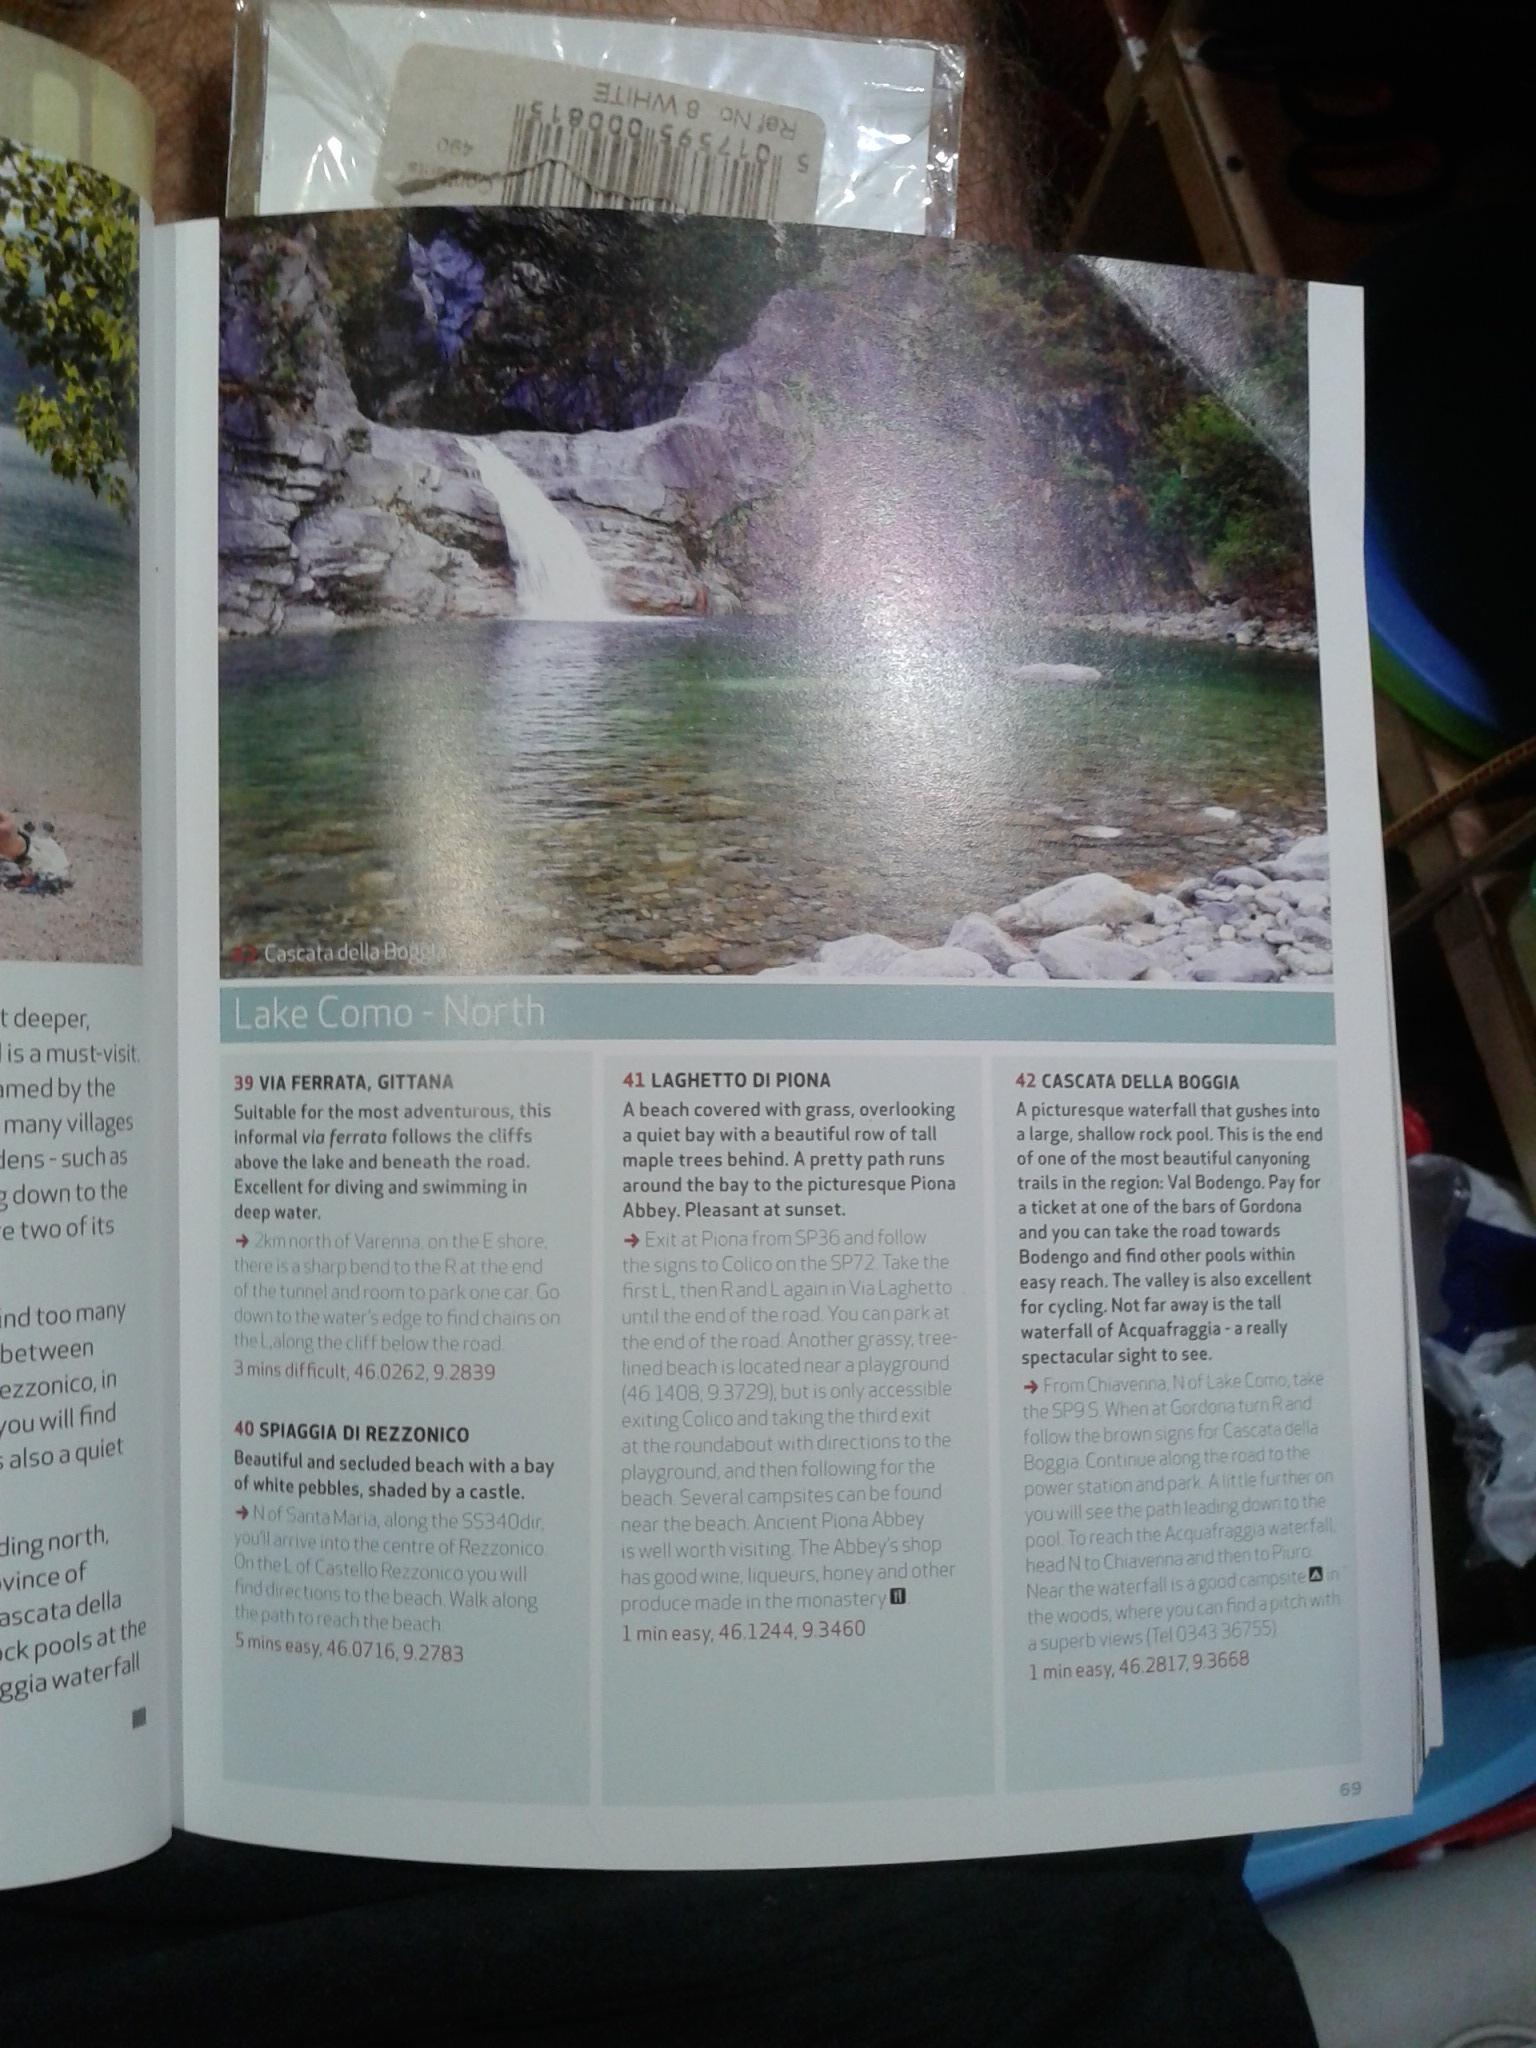 Ref No. 8 WHITE
5 017595 000815
Contents
490
t deeper,
is a must-visit.
amed by the
many villages
dens - such as
g down to the
e two of its
ind too many
between
ezzonico, in
you will find
s also a quiet
ding north,
ovince of
ascata della
ock pools at the
ggia waterfall
42 Cascata della Boggia
Lake Como - North
39 VIA FERRATA, GITTANA
Suitable for the most adventurous, this
informal via ferrata follows the cliffs
above the lake and beneath the road.
Excellent for diving and swimming in
deep water.
→ 2km north of Varenna, on the E shore,
there is a sharp bend to the R at the end
of the tunnel and room to park one car. Go
down to the water's edge to find chains on
the L, along the cliff below the road.
3 mins difficult, 46.0262, 9.2839
40 SPIAGGIA DI REZZONICO
Beautiful and secluded beach with a bay
of white pebbles, shaded by a castle.
→ N of Santa Maria, along the SS340dir,
you'll arrive into the centre of Rezzonico.
On the L of Castello Rezzonico you will
find directions to the beach. Walk along
the path to reach the beach.
5 mins easy, 46.0716, 9.2783
41 LAGHETTO DI PIONA
A beach covered with grass, overlooking
a quiet bay with a beautiful row of tall
maple trees behind. A pretty path runs
around the bay to the picturesque Piona
Abbey. Pleasant at sunset.
→ Exit at Piona from SP36 and follow
the signs to Colico on the SP72. Take the
first L, then R and L again in Via Laghetto
until the end of the road. You can park at
the end of the road. Another grassy, tree-
lined beach is located near a playground
(46.1408, 9.3729), but is only accessible
exiting Colico and taking the third exit
at the roundabout with directions to the
playground, and then following for the
beach. Several campsites can be found
near the beach. Ancient Piona Abbey
is well worth visiting. The Abbey's shop
has good wine, liqueurs, honey and other
produce made in the monastery
1 min easy, 46.1244, 9.3460
42 CASCATA DELLA BOGGIA
A picturesque waterfall that gushes into
a large, shallow rock pool. This is the end
of one of the most beautiful canyoning
trails in the region: Val Bodengo. Pay for
a ticket at one of the bars of Gordona
and you can take the road towards
Bodengo and find other pools within
easy reach. The valley is also excellent
for cycling. Not far away is the tall
waterfall of Acquafraggia - a really
spectacular sight to see.
→ From Chiavenna, N of Lake Como, take
the SP9 S. When at Gordona turn R and
follow the brown signs for Cascata della
Boggia. Continue along the road to the
power station and park. A little further on
you will see the path leading down to the
pool. To reach the Acquafraggia waterfall,
head N to Chiavenna and then to Piuro.
Near the waterfall is a good campsite in
the woods, where you can find a pitch with
a superb views (Tel 0343 36755)
1 min easy, 46.2817, 9.3668
69